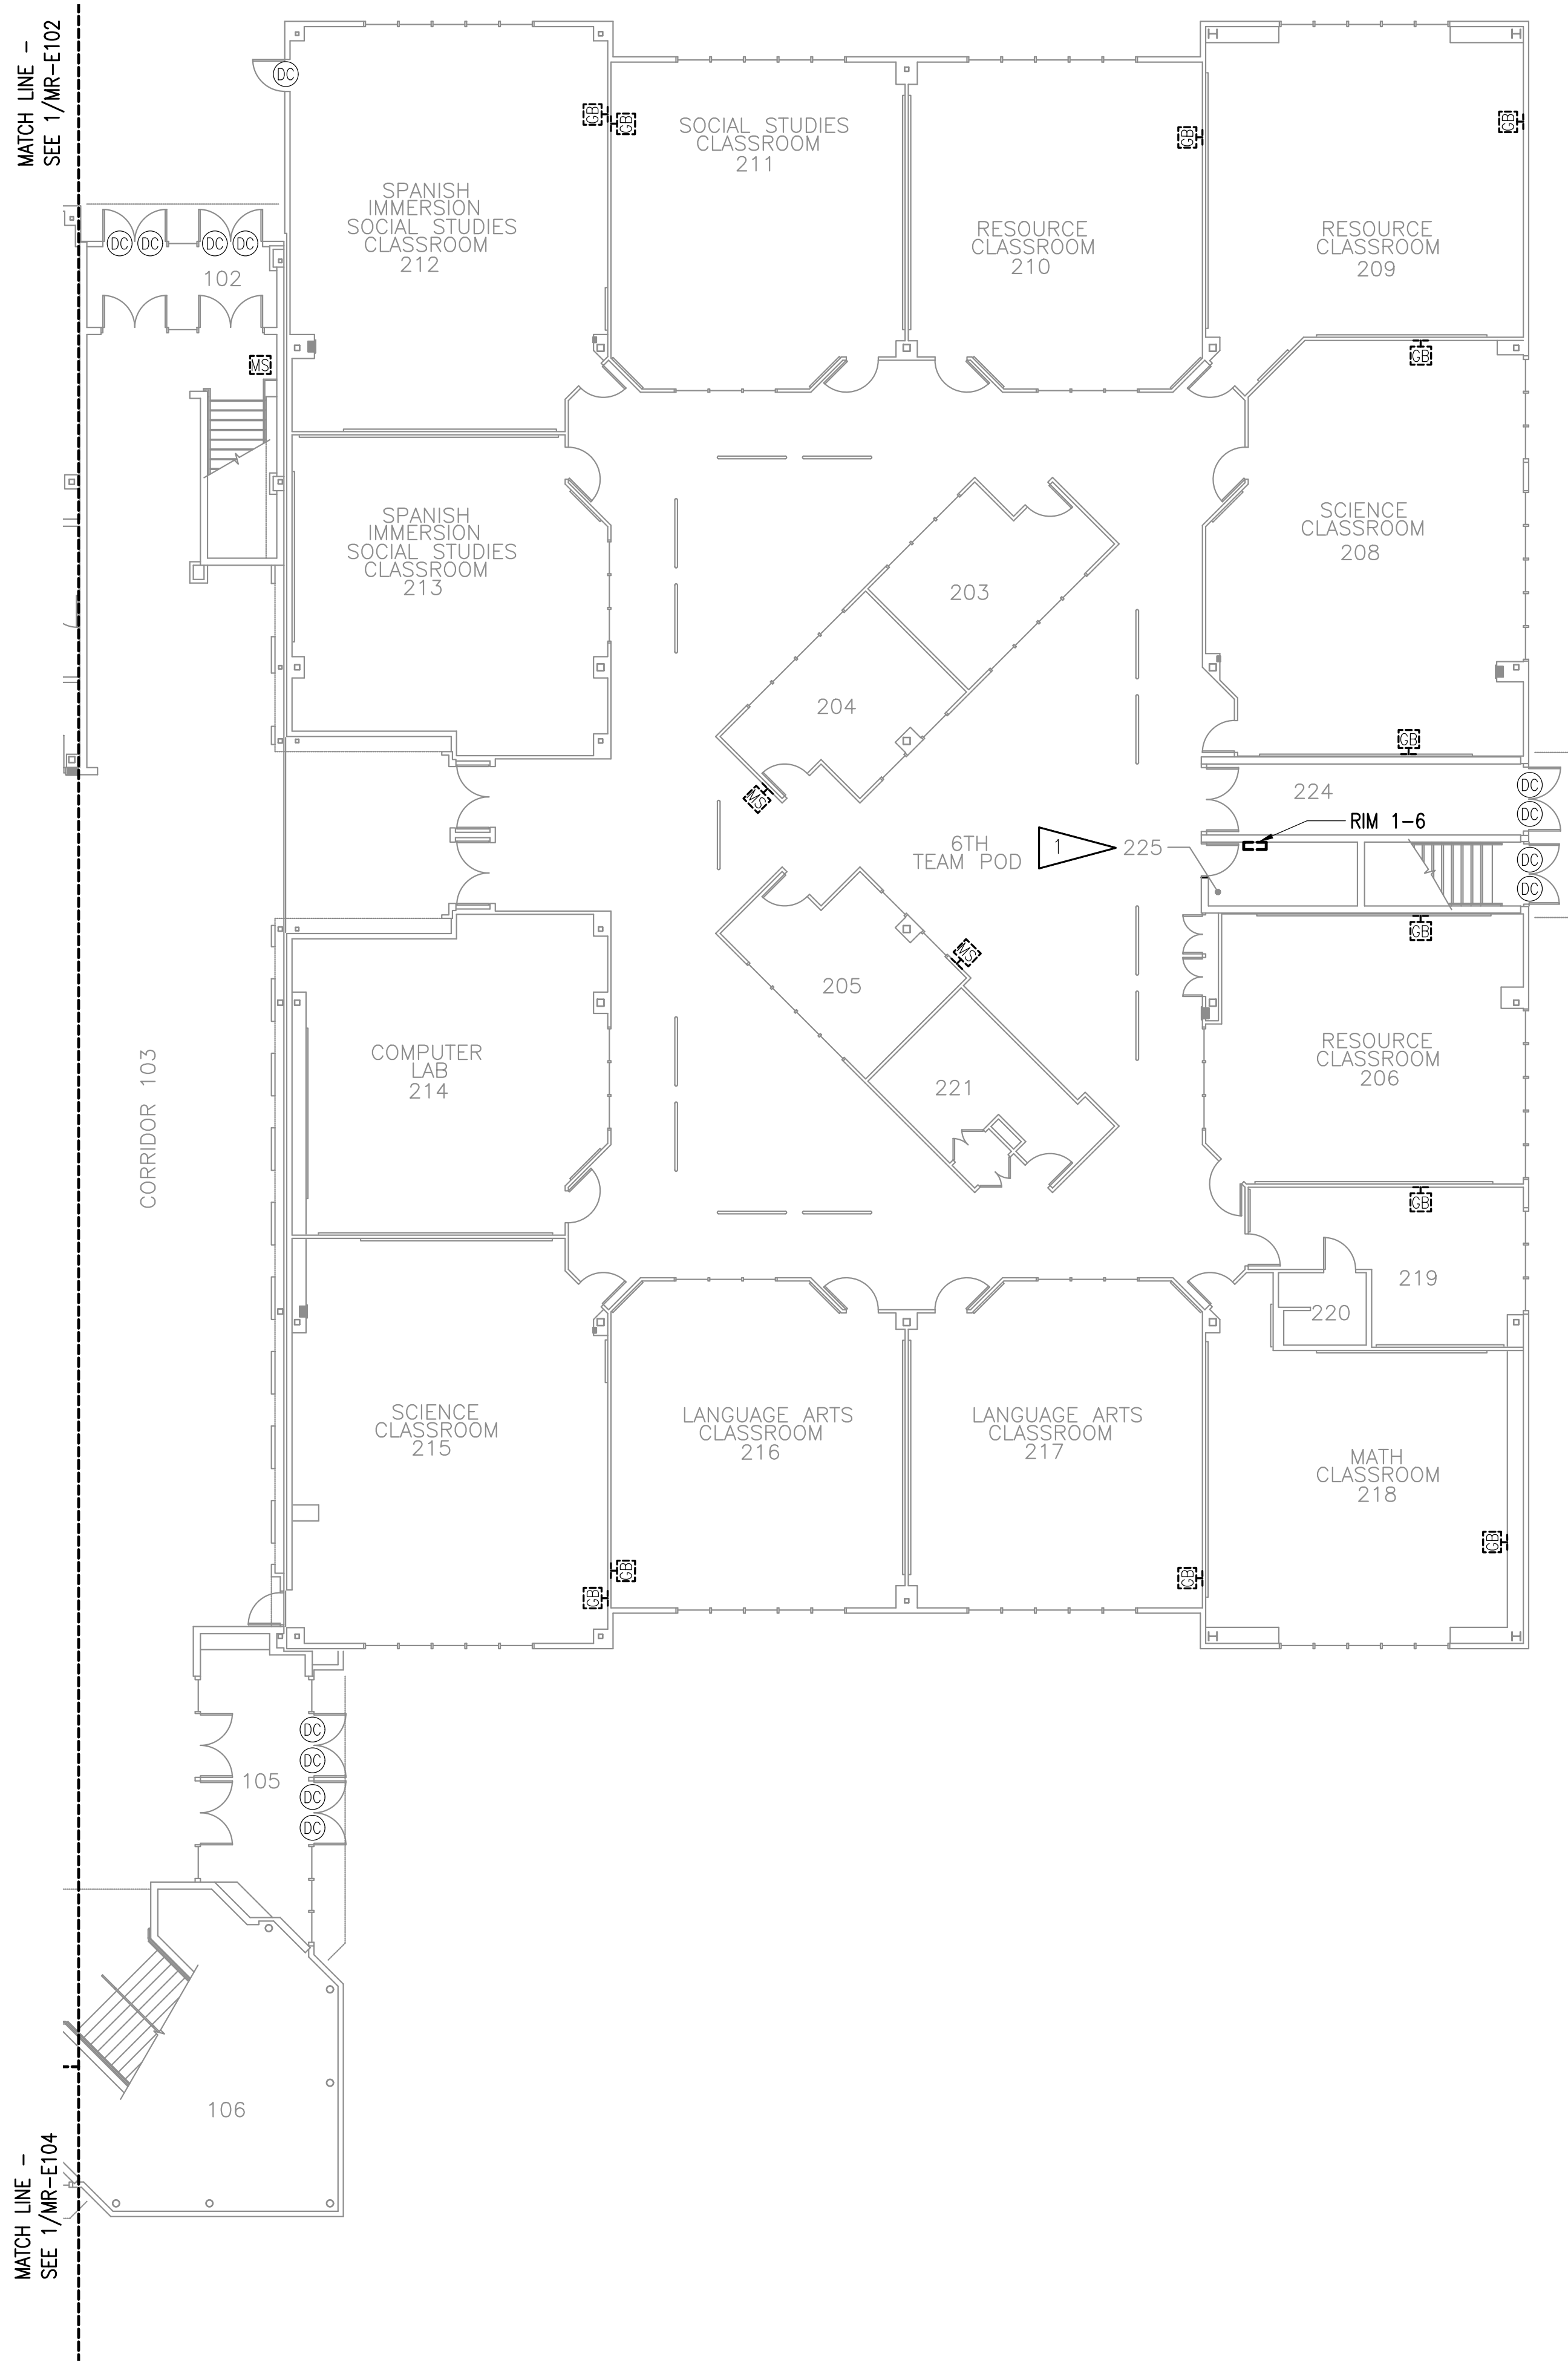 MATCH LINE -
SEE 1/MR-E102
DC
GB
GB
SOCIAL STUDIES
CLASSROOM
211
GB
GB
SPANISH
IMMERSION
SOCIAL STUDIES
CLASSROOM
212
RESOURCE
CLASSROOM
210
RESOURCE
CLASSROOM
209
DC
DC
DC
DC
102
MS
GB
SPANISH
IMMERSION
SOCIAL STUDIES
CLASSROOM
213
SCIENCE
CLASSROOM
208
203
204
GB
MS
224
DC
DC
RIM 1-6
6TH
TEAM POD
1
225
DC
DC
GB
MS
205
CORRIDOR 103
COMPUTER
LAB
214
221
RESOURCE
CLASSROOM
206
GB
219
220
SCIENCE
CLASSROOM
215
LANGUAGE ARTS
CLASSROOM
216
LANGUAGE ARTS
CLASSROOM
217
MATH
CLASSROOM
218
GB
GB
GB
GB
DC
DC
105
DC
DC
106
MATCH LINE -
SEE 1/MR-E104